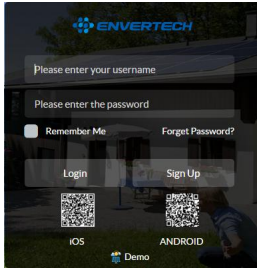 ENVERTECH
Please enter your username
Please enter the password
Remember Me Forget Password?
Login Sign Up
iOS ANDROID
Demo